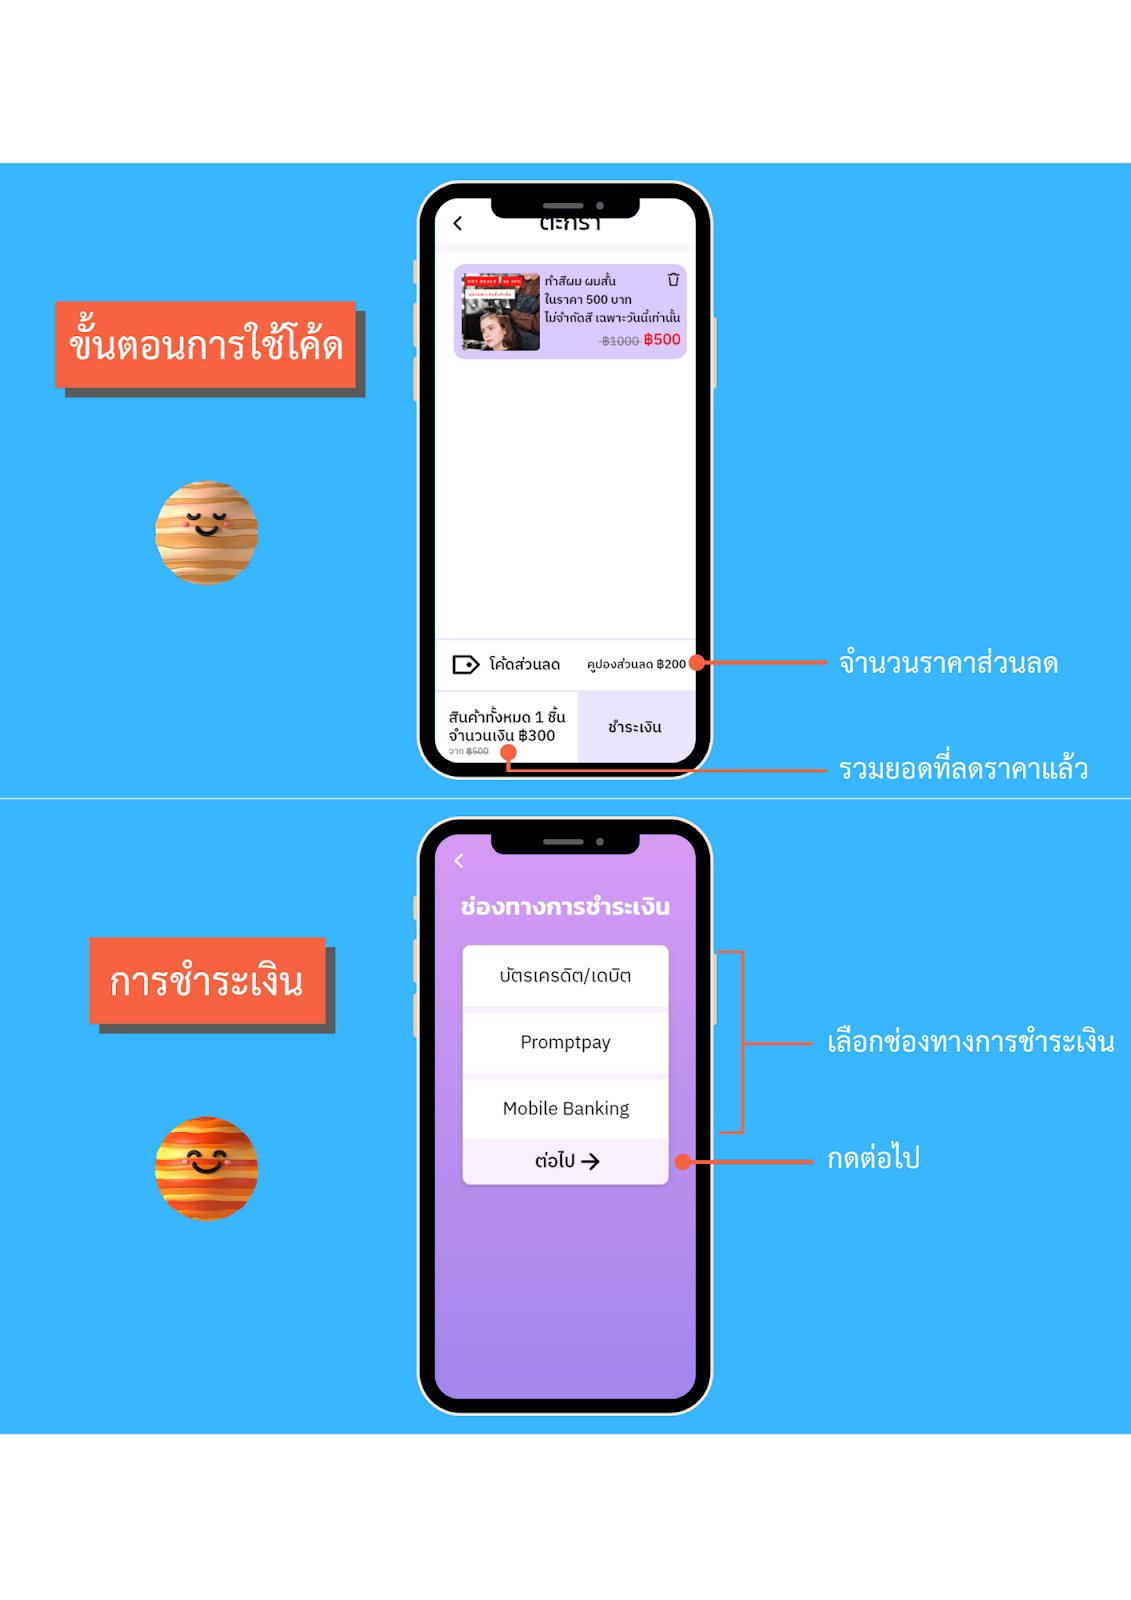 ขั้นตอนการใช้โค้ด
ตะกร้า
HOT DEALS ลด 50%
ทำสีผม ผมสั้น
ในราคา 500 บาท
ไม่จำกัดสี เฉพาะวันนี้เท่านั้น
฿1000 ฿500
โค้ดส่วนลด คูปองส่วนลด ฿200
จำนวนราคาส่วนลด
สินค้าทั้งหมด 1 ชิ้น
จำนวนเงิน ฿300
จาก ฿500
ชำระเงิน
รวมยอดที่ลดราคาแล้ว
การชำระเงิน
ช่องทางการชำระเงิน
บัตรเครดิต/เดบิต
Promptpay
Mobile Banking
ต่อไป
เลือกช่องทางการชำระเงิน
กดต่อไป